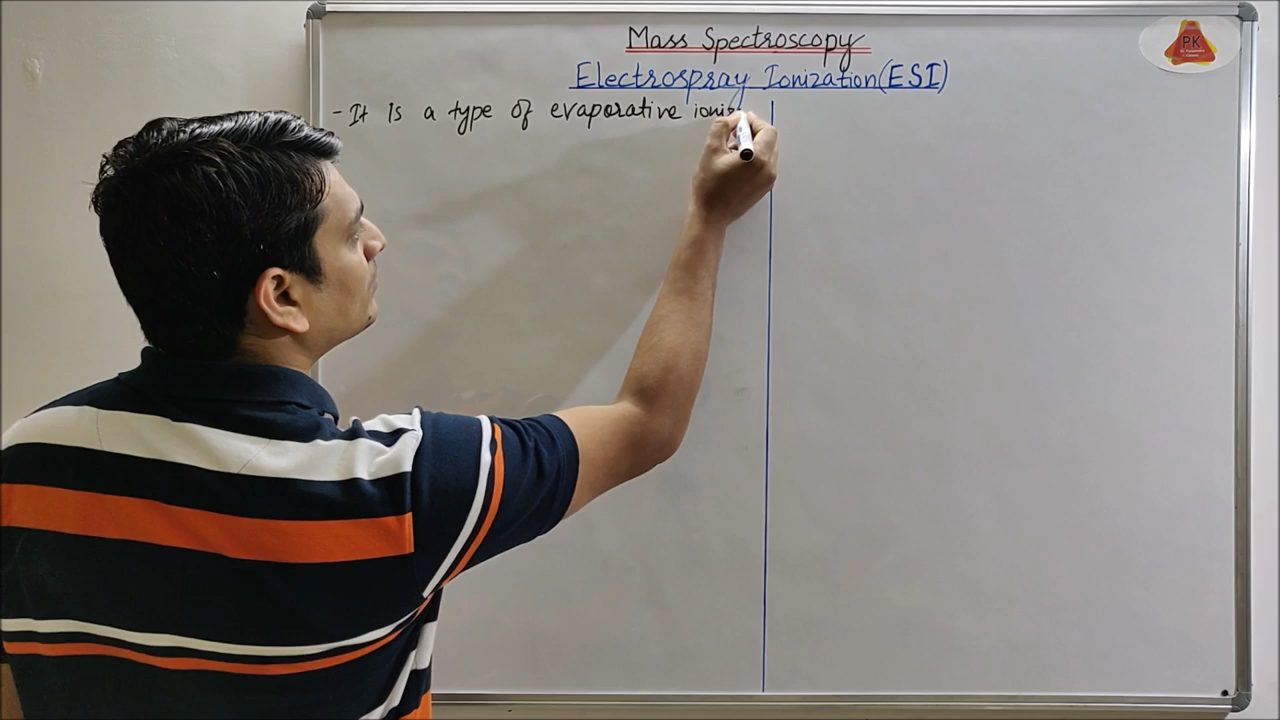 Mass Spectroscopy
Electrospray Ionization(ESI)
PK
- It is a type of evaporative